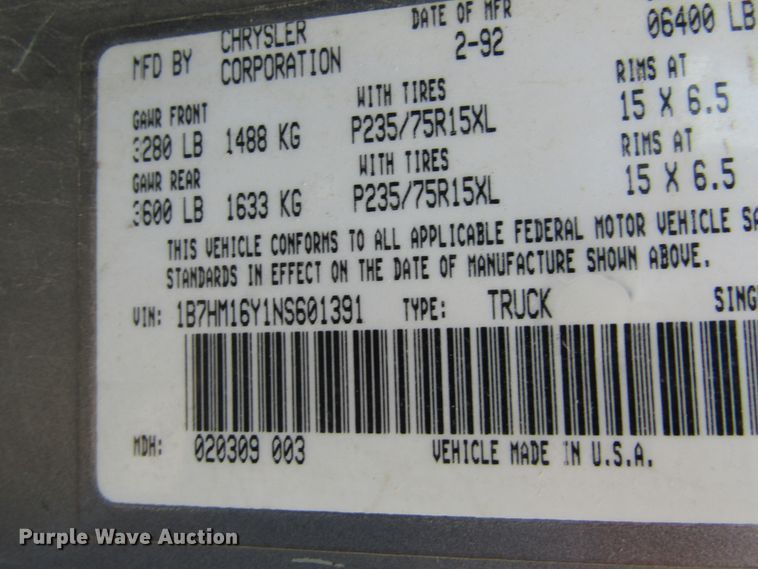 MFD BY CHRYSLER CORPORATION DATE OF MFR 2-92 06400 LB
GAWR FRONT WITH TIRES RIMS AT
3280 LB 1488 KG P235/75R15XL 15 X 6.5
GAWR REAR WITH TIRES RIMS AT
3600 LB 1633 KG P235/75R15XL 15 X 6.5
THIS VEHICLE CONFORMS TO ALL APPLICABLE FEDERAL MOTOR VEHICLE SA
STANDARDS IN EFFECT ON THE DATE OF MANUFACTURE SHOWN ABOVE.
VIN: 1B7HM16Y1NS601391 TYPE: TRUCK SING
MDH: 020309 003 VEHICLE MADE IN U.S.A.
Purple Wave Auction